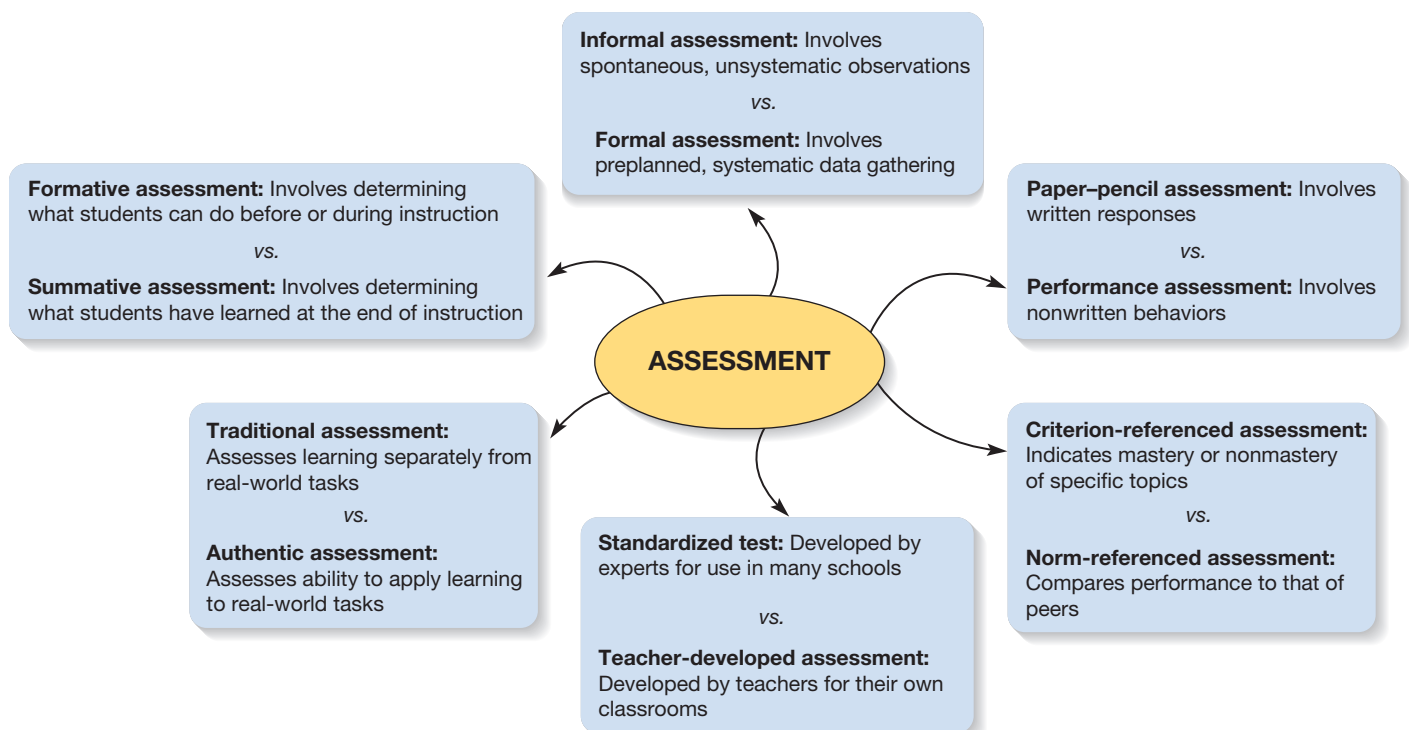 Informal assessment: Involves
spontaneous, unsystematic observations
vs.
Formal assessment: Involves
preplanned, systematic data gathering
Formative assessment: Involves determining
what students can do before or during instruction
vs.
Summative assessment: Involves determining
what students have learned at the end of instruction
Paper–pencil assessment: Involves
written responses
vs.
Performance assessment: Involves
nonwritten behaviors
ASSESSMENT
Traditional assessment:
Assesses learning separately from
real-world tasks
vs.
Authentic assessment:
Assesses ability to apply learning
to real-world tasks
Standardized test: Developed by
experts for use in many schools
vs.
Teacher-developed assessment:
Developed by teachers for their own
classrooms
Criterion-referenced assessment:
Indicates mastery or nonmastery
of specific topics
vs.
Norm-referenced assessment:
Compares performance to that of
peers